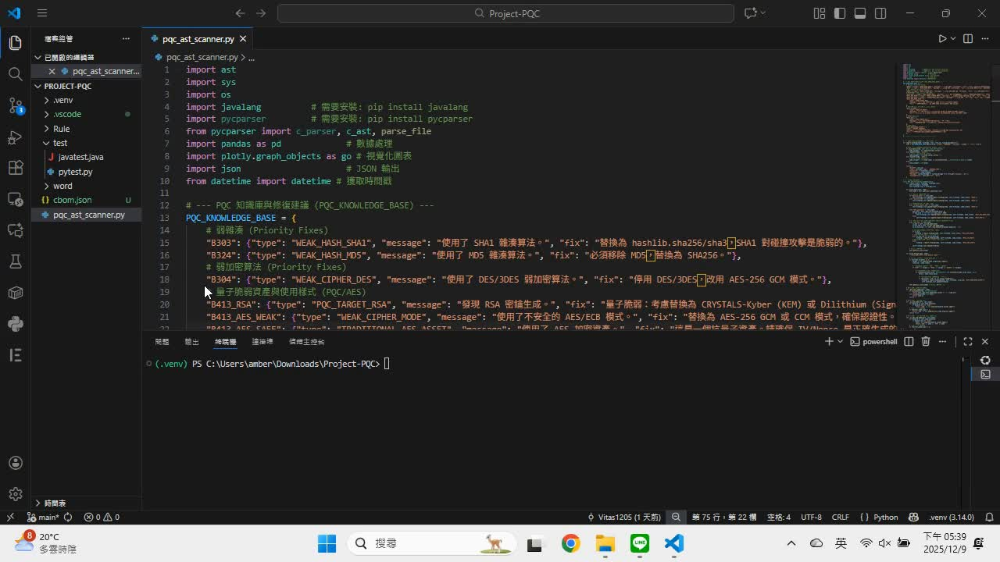 Project-PQC
檔案總管
pqc_ast_scanner.py
已開啟的編輯器
pqc_ast_scanner...
pqc_ast_scanner.py > ...
PROJECT-PQC
.venv
.vscode
Rule
test
javatest.java
pytest.py
word
cbom.json U
pqc_ast_scanner.py
3
1 import ast
2 import sys
3 import os
4 import javalang # 需要安裝: pip install javalang
5 import pycparser # 需要安裝: pip install pycparser
6 from pycparser import c_parser, c_ast, parse_file
7 import pandas as pd # 數據處理
8 import plotly.graph_objects as go # 視覺化圖表
9 import json # JSON 輸出
10 from datetime import datetime # 獲取時間戳
11
12 # --- PQC 知識庫與修復建議 (PQC_KNOWLEDGE_BASE) ---
13 PQC_KNOWLEDGE_BASE = {
14 # 弱雜湊 (Priority Fixes)
15 "B303": {"type": "WEAK_HASH_SHA1", "message": "使用了 SHA1 雜湊算法。", "fix": "替換為 hashlib.sha256/sha3，SHA1 對碰撞攻擊是脆弱的。"},
16 "B324": {"type": "WEAK_HASH_MD5", "message": "使用了 MD5 雜湊算法。", "fix": "必須移除 MD5，替換為 SHA256。"},
17 # 弱加密算法 (Priority Fixes)
18 "B304": {"type": "WEAK_CIPHER_DES", "message": "使用了 DES/3DES 弱加密算法。", "fix": "停用 DES/3DES，改用 AES-256 GCM 模式。"},
19 # 量子脆弱資產與使用樣式 (PQC/AES)
20 "B413_RSA": {"type": "PQC_TARGET_RSA", "message": "發現 RSA 密鑰生成。", "fix": "量子脆弱：考慮替換為 CRYSTALS-Kyber (KEM) 或 Dilithium (Sign
21 "B413_AES_WEAK": {"type": "WEAK_CIPHER_MODE", "message": "使用了不安全的 AES/ECB 模式。", "fix": "替換為 AES-256 GCM 或 CCM 模式，確保認證性。
問題 輸出 終端機 連接埠 偵錯主控台
powershell
(.venv) PS C:\Users\amber\Downloads\Project-PQC>
時間表
main* 0 0
Vitas1205 (1 天前) 第 75 行，第 22 欄 空格: 4 UTF-8 CRLF { } Python .venv (3.14.0)
8
20°C
多雲時陰
搜尋
LINE
英
下午 05:39
2025/12/9